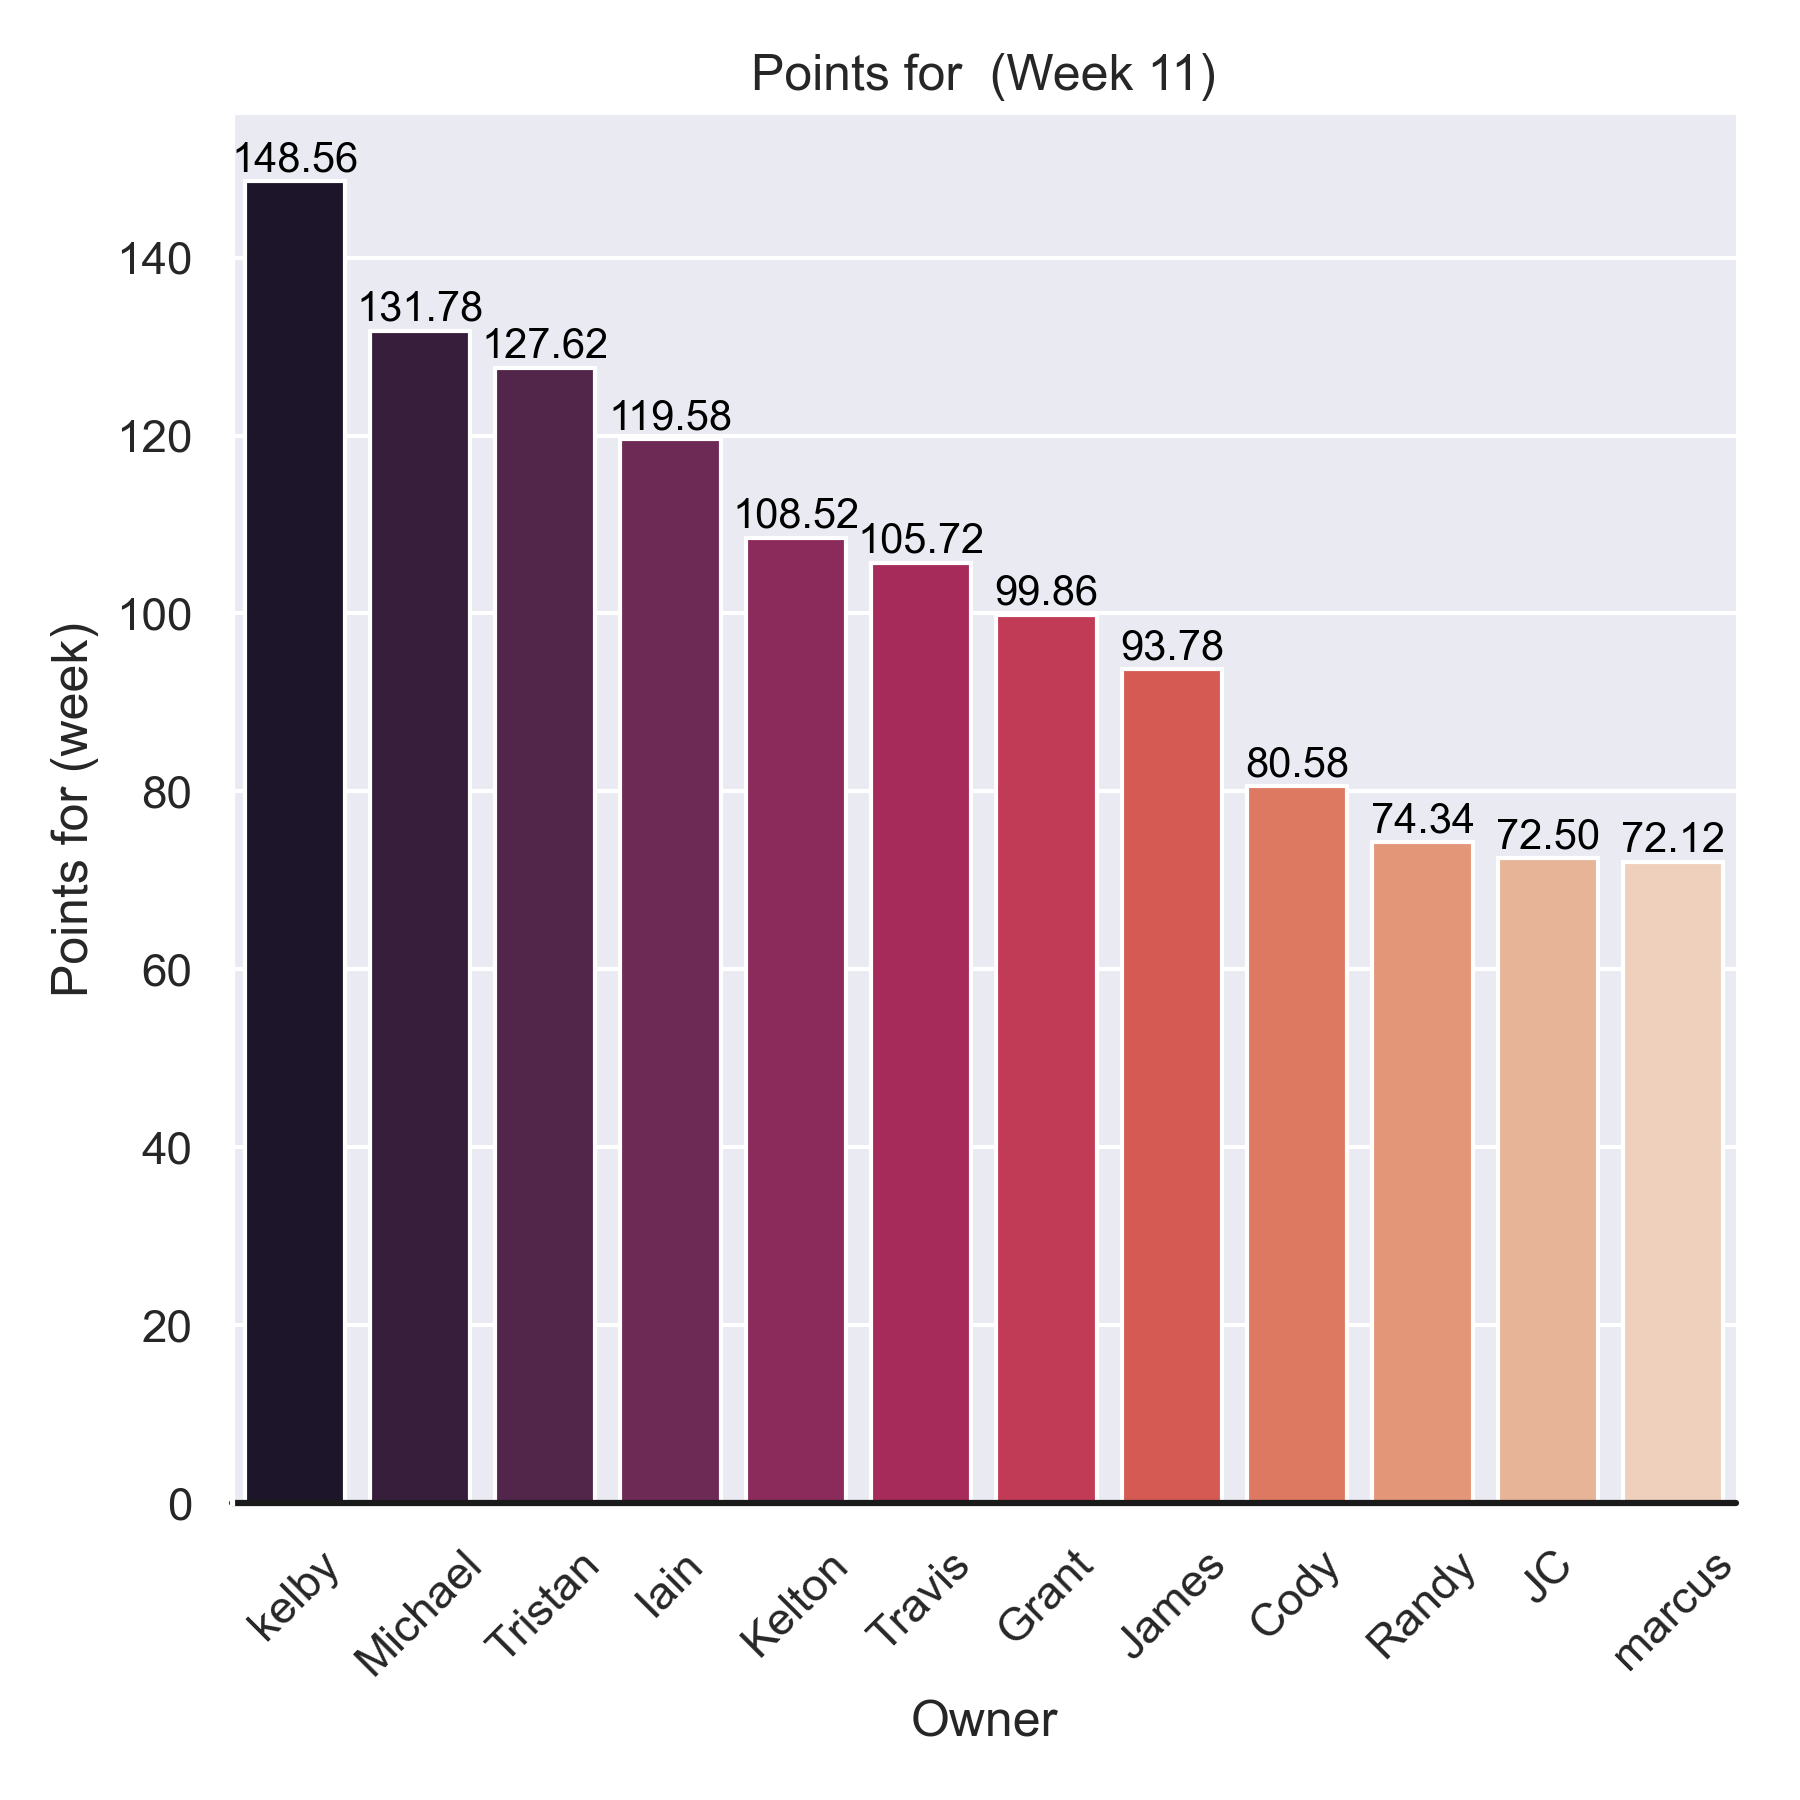 Points for  (Week 11)
148.56
131.78
127.62
119.58
108.52
105.72
99.86
93.78
80.58
74.34
72.50
72.12
140
120
100
80
60
40
20
0
Points for (week)
kelby
Michael
Tristan
Iain
Kelton
Travis
Grant
James
Cody
Randy
JC
marcus
Owner